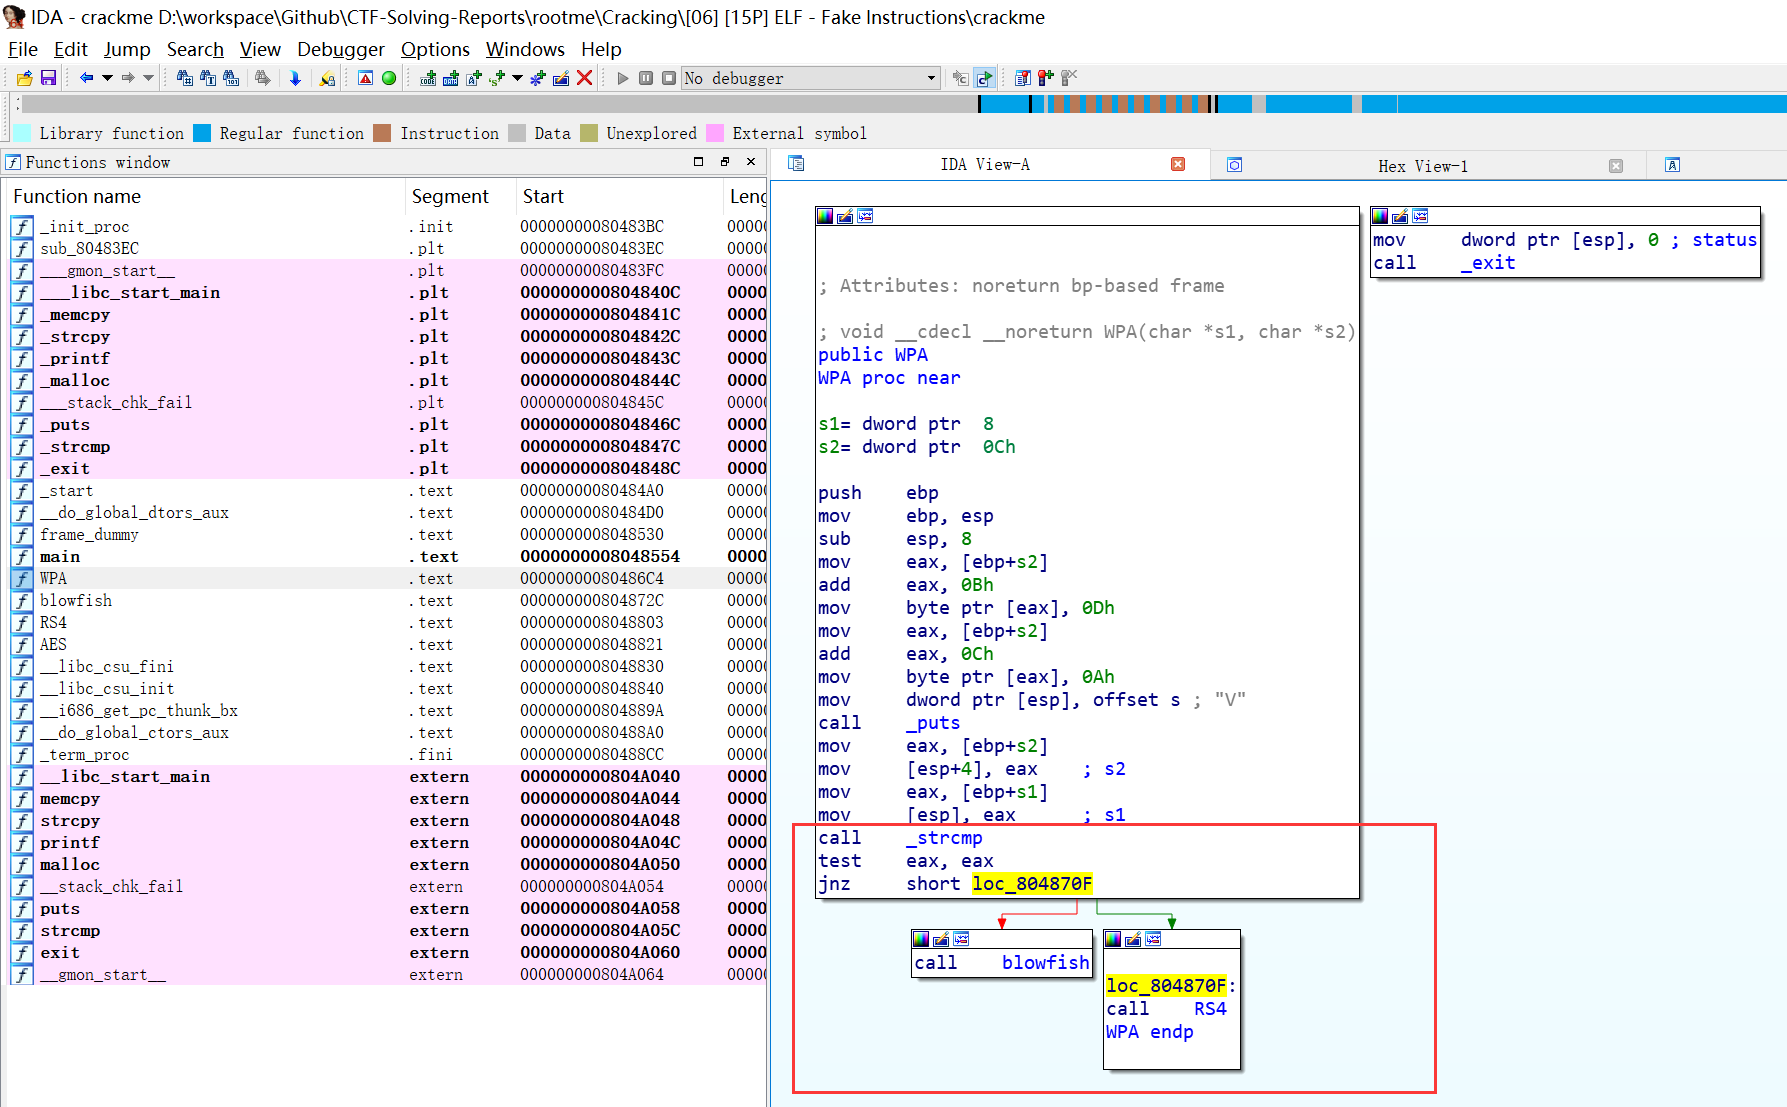 IDA - crackme D:\workspace\Github\CTF-Solving-Reports\rootme\Cracking\[06] [15P] ELF - Fake Instructions\crackme
File Edit Jump Search View Debugger Options Windows Help
No debugger
Library function Regular function Instruction Data Unexplored External symbol
Functions window
Function name Segment Start Leng
_init_proc .init 00000000080483BC 0000
sub_80483EC .plt 00000000080483EC 0000
___gmon_start__ .plt 00000000080483FC 0000
___libc_start_main .plt 000000000804840C 0000
_memcpy .plt 000000000804841C 0000
_strcpy .plt 000000000804842C 0000
_printf .plt 000000000804843C 0000
_malloc .plt 000000000804844C 0000
___stack_chk_fail .plt 000000000804845C 0000
_puts .plt 000000000804846C 0000
_strcmp .plt 000000000804847C 0000
_exit .plt 000000000804848C 0000
_start .text 00000000080484A0 0000
__do_global_dtors_aux .text 00000000080484D0 0000
frame_dummy .text 0000000008048530 0000
main .text 0000000008048554 0000
WPA .text 00000000080486C4 0000
blowfish .text 000000000804872C 0000
RS4 .text 0000000008048803 0000
AES .text 0000000008048821 0000
__libc_csu_fini .text 0000000008048830 0000
__libc_csu_init .text 0000000008048840 0000
__i686_get_pc_thunk_bx .text 000000000804889A 0000
__do_global_ctors_aux .text 00000000080488A0 0000
_term_proc .fini 00000000080488CC 0000
__libc_start_main extern 000000000804A040 0000
memcpy extern 000000000804A044 0000
strcpy extern 000000000804A048 0000
printf extern 000000000804A04C 0000
malloc extern 000000000804A050 0000
__stack_chk_fail extern 000000000804A054 0000
puts extern 000000000804A058 0000
strcmp extern 000000000804A05C 0000
exit extern 000000000804A060 0000
__gmon_start__ extern 000000000804A064 0000
IDA View-A
Hex View-1
; Attributes: noreturn bp-based frame
; void __cdecl __noreturn WPA(char *s1, char *s2)
public WPA
WPA proc near
s1= dword ptr 8
s2= dword ptr 0Ch
push ebp
mov ebp, esp
sub esp, 8
mov eax, [ebp+s2]
add eax, 0Bh
mov byte ptr [eax], 0Dh
mov eax, [ebp+s2]
add eax, 0Ch
mov byte ptr [eax], 0Ah
mov dword ptr [esp], offset s ; "V"
call _puts
mov eax, [ebp+s2]
mov [esp+4], eax ; s2
mov eax, [ebp+s1]
mov [esp], eax ; s1
call _strcmp
test eax, eax
jnz short loc_804870F
mov dword ptr [esp], 0 ; status
call _exit
call blowfish
loc_804870F:
call RS4
WPA endp